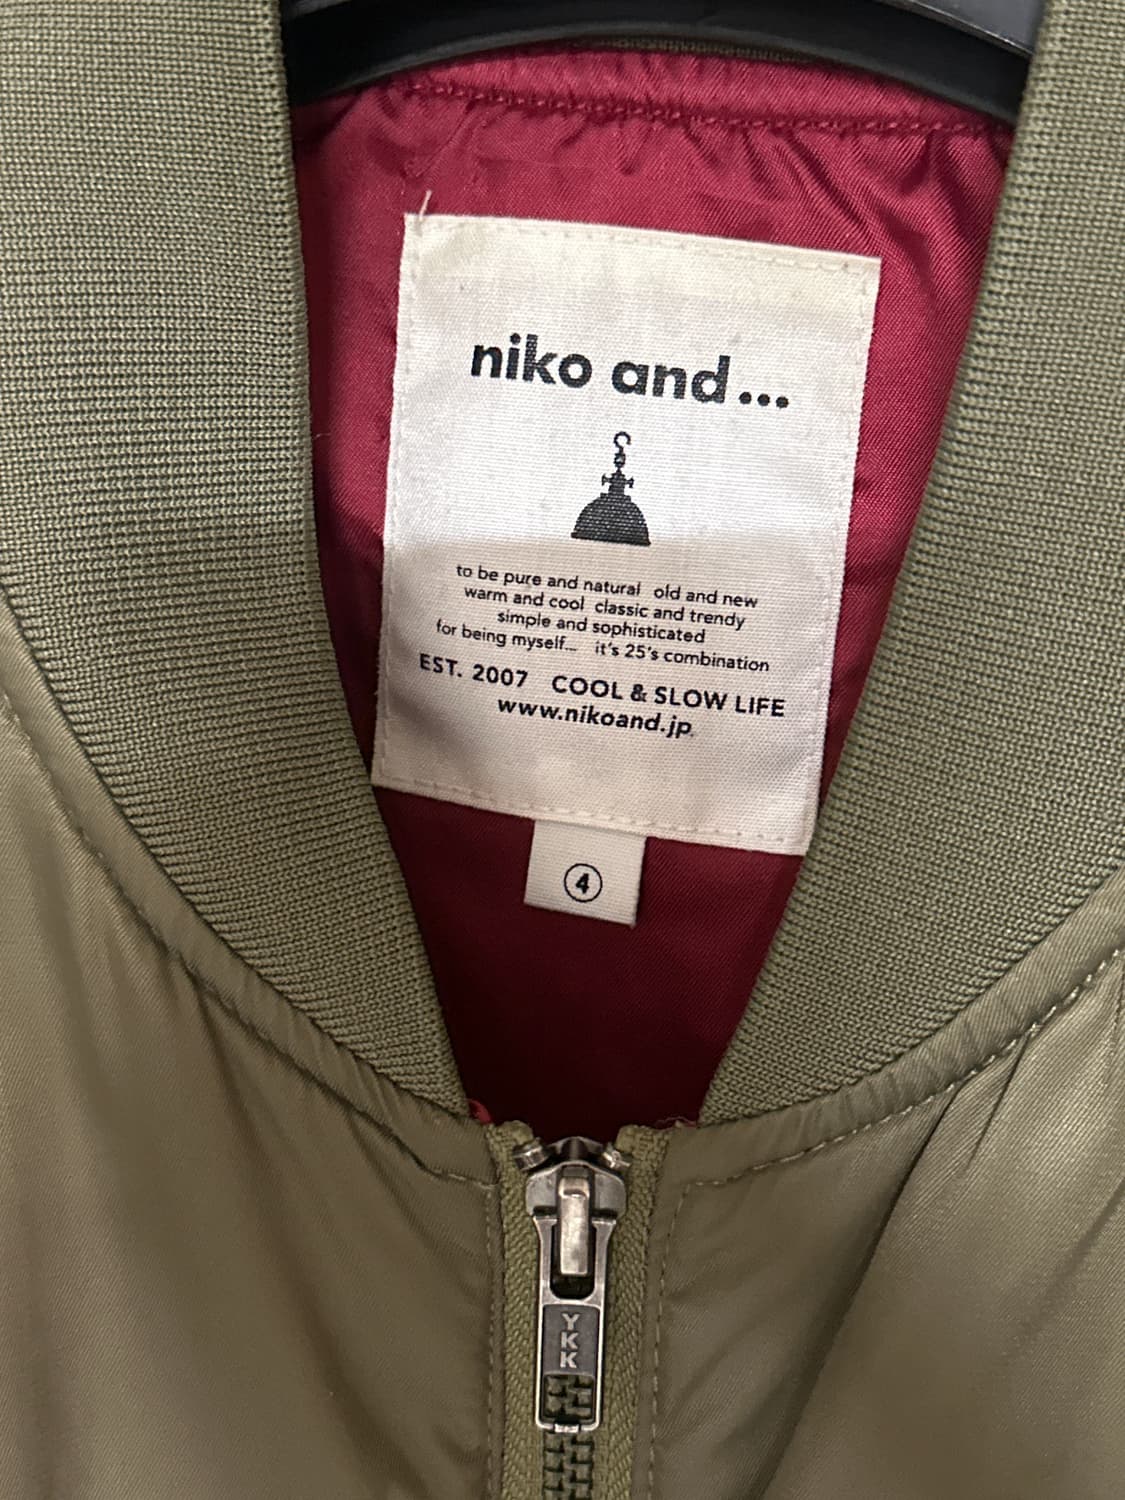 niko and...
to be pure and natural old and new
warm and cool classic and trendy
simple and sophisticated
for being myself... it's 25's combination
EST. 2007 COOL & SLOW LIFE
www.nikoand.jp
4
YKK